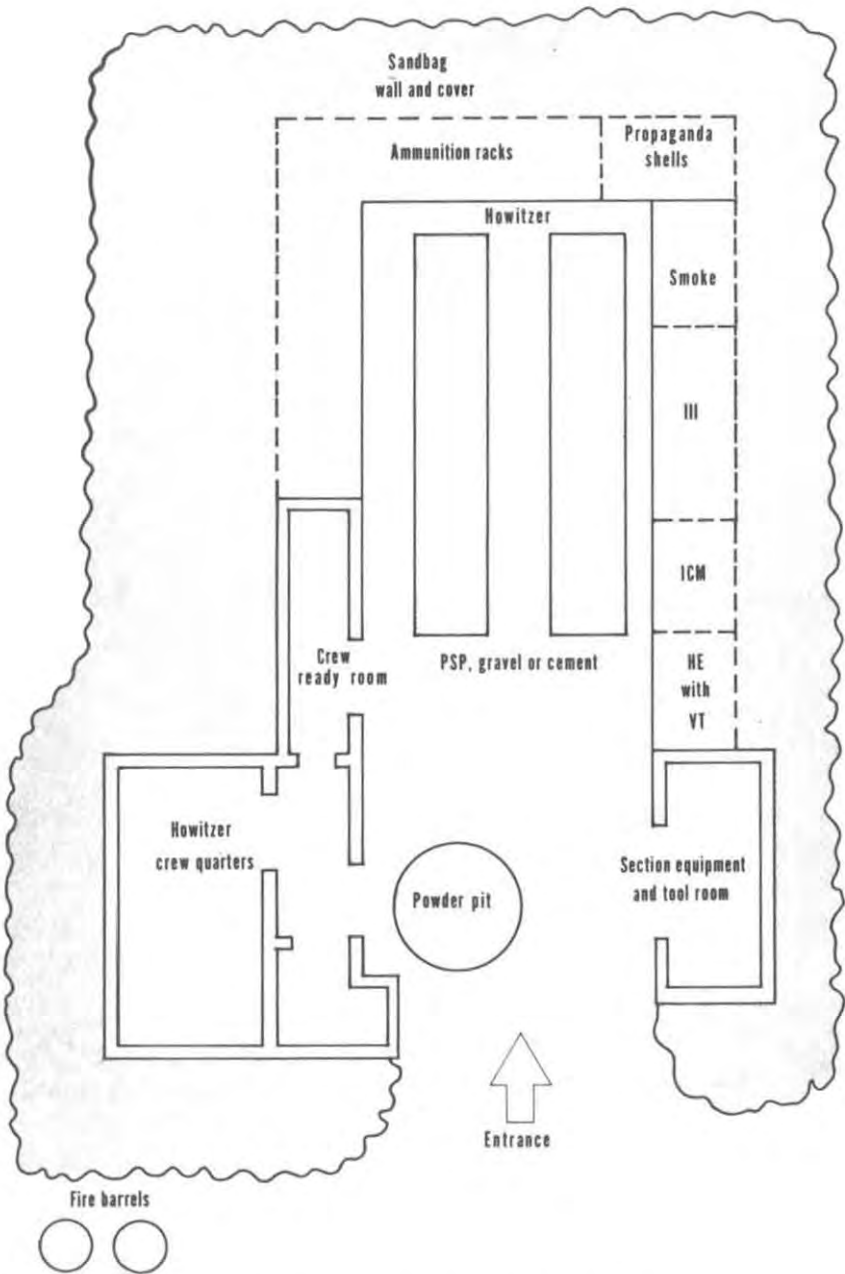 Sandbag
wall and cover
Ammunition racks
Propaganda
shells
Howitzer
Smoke
Ill
ICM
Crew
ready room
PSP, gravel or cement
HE
with
VT
Howitzer
crew quarters
Powder pit
Section equipment
and tool room
Entrance
Fire barrels